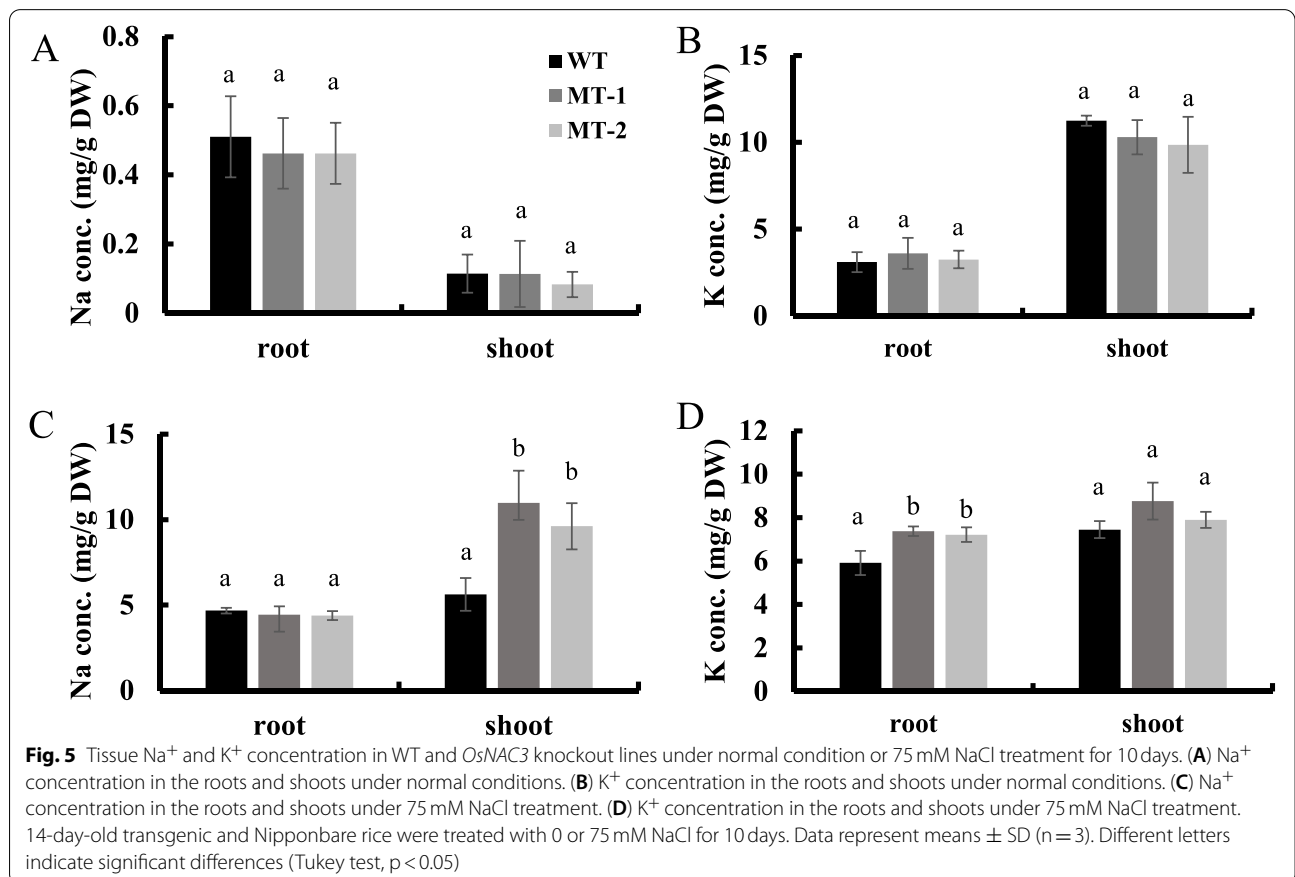 A
0.8
0.6
0.4
0.2
0
Na conc. (mg/g DW)
a a a
a a a
WT
MT-1
MT-2
root shoot
B
15
10
5
0
K conc. (mg/g DW)
a a a
a a a
root shoot
C
15
10
5
0
Na conc. (mg/g DW)
a a a
a b b
root shoot
D
12
10
8
6
4
2
0
K conc. (mg/g DW)
a b b
a a a
root shoot
Fig. 5 Tissue Na+ and K+ concentration in WT and OsNAC3 knockout lines under normal condition or 75 mM NaCl treatment for 10 days. (A) Na+
concentration in the roots and shoots under normal conditions. (B) K+ concentration in the roots and shoots under normal conditions. (C) Na+
concentration in the roots and shoots under 75 mM NaCl treatment. (D) K+ concentration in the roots and shoots under 75 mM NaCl treatment.
14-day-old transgenic and Nipponbare rice were treated with 0 or 75 mM NaCl for 10 days. Data represent means ± SD (n = 3). Different letters
indicate significant differences (Tukey test, p < 0.05)